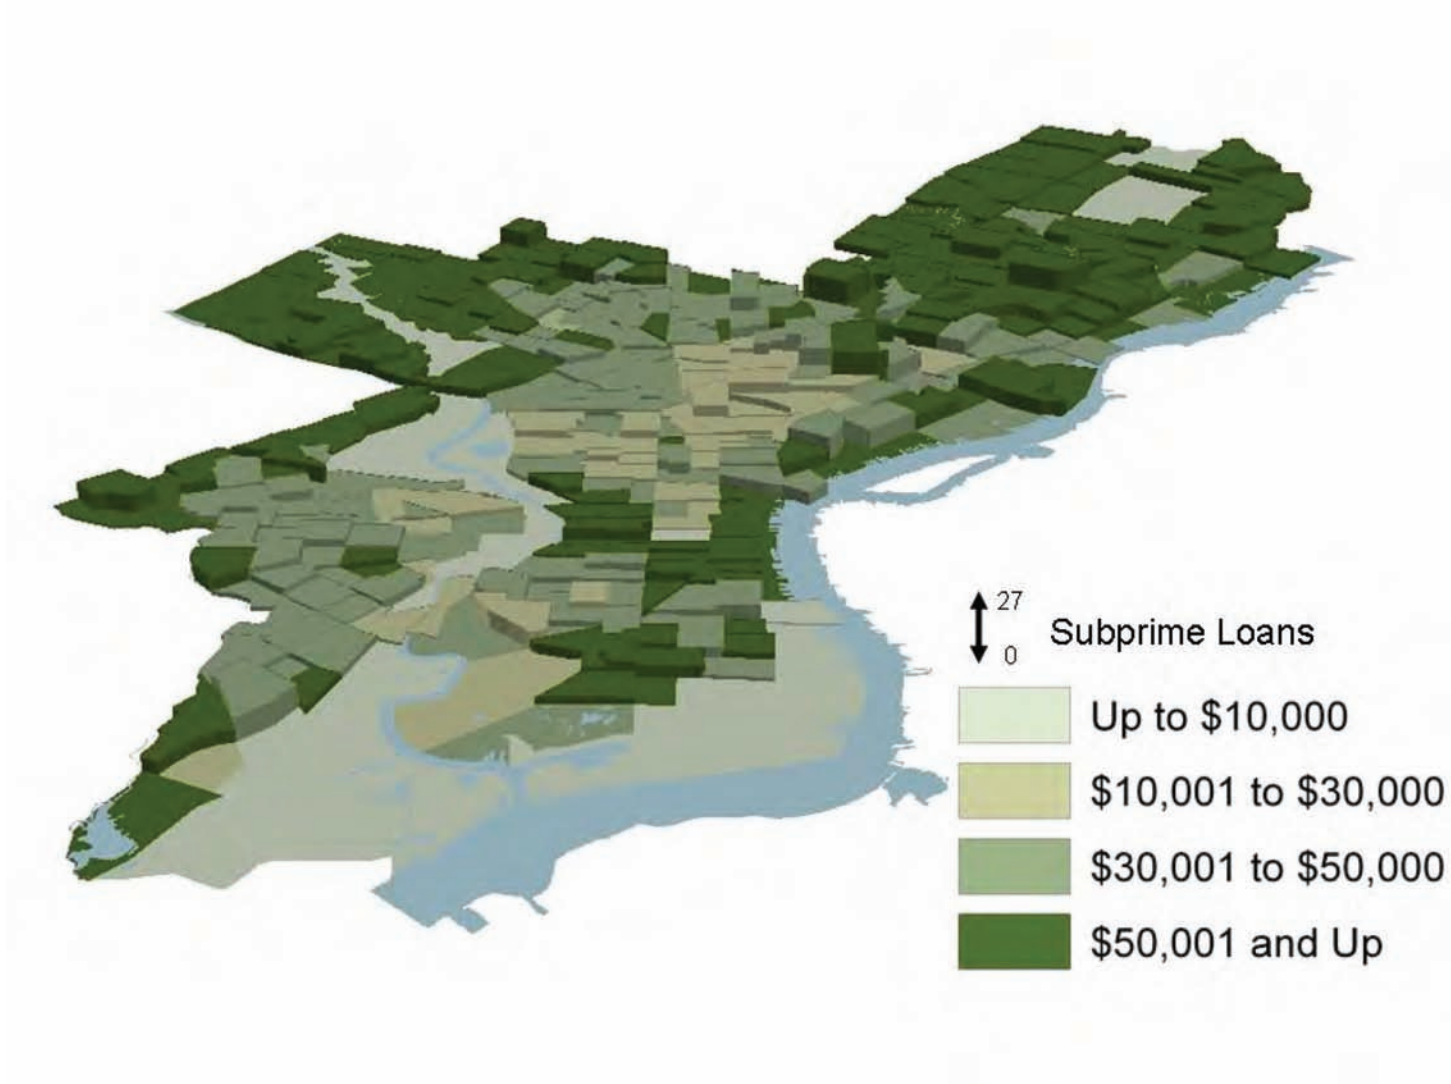 27
Subprime Loans
0
Up to $10,000
$10,001 to $30,000
$30,001 to $50,000
$50,001 and Up